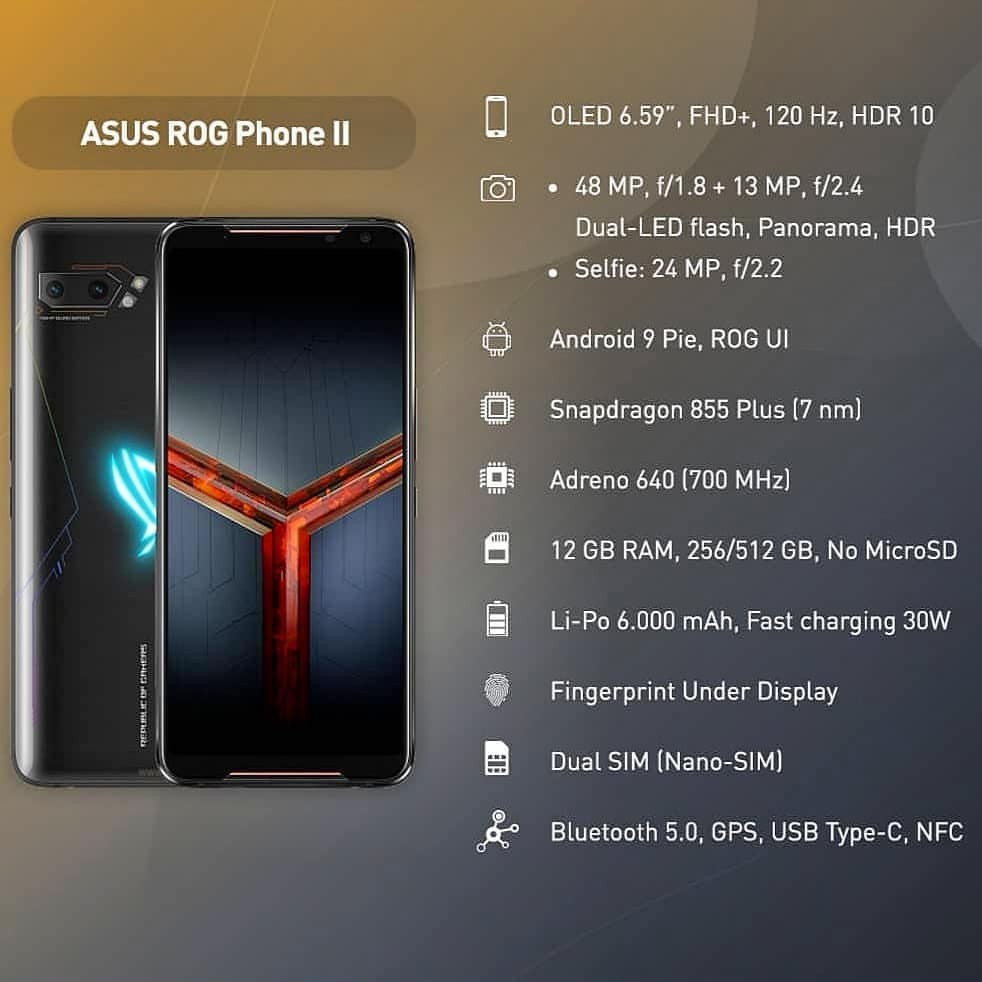 ASUS ROG Phone II
OLED 6.59”, FHD+, 120 Hz, HDR 10
• 48 MP, f/1.8 + 13 MP, f/2.4
Dual-LED flash, Panorama, HDR
• Selfie: 24 MP, f/2.2
Android 9 Pie, ROG UI
Snapdragon 855 Plus (7 nm)
Adreno 640 (700 MHz)
12 GB RAM, 256/512 GB, No MicroSD
Li-Po 6.000 mAh, Fast charging 30W
Fingerprint Under Display
Dual SIM (Nano-SIM)
Bluetooth 5.0, GPS, USB Type-C, NFC
REPUBLIC OF GAMERS